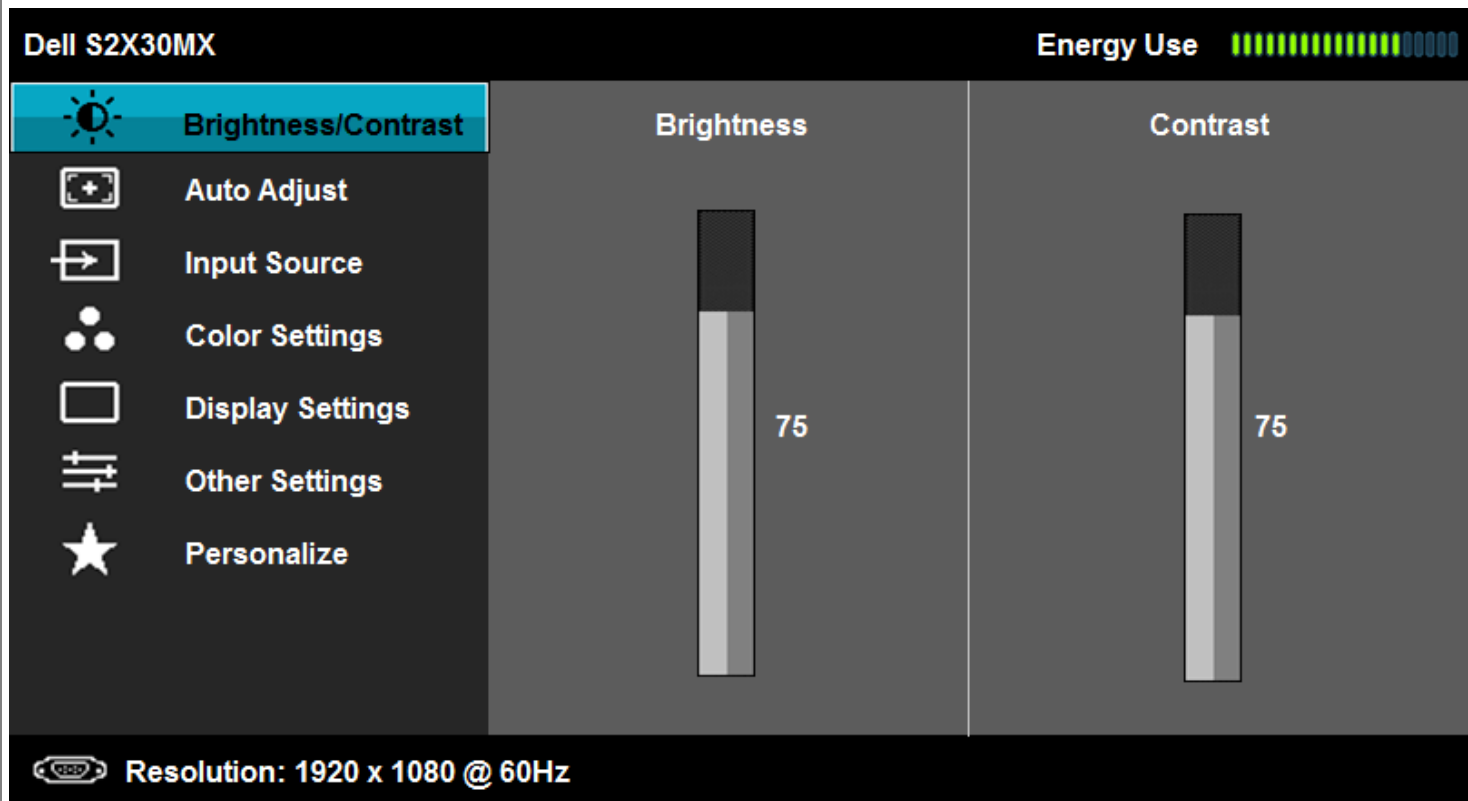 Dell S2X30MX
Energy Use
Brightness/Contrast
Auto Adjust
Input Source
Color Settings
Display Settings
Other Settings
Personalize
Brightness
75
Contrast
75
Resolution: 1920 x 1080 @ 60Hz